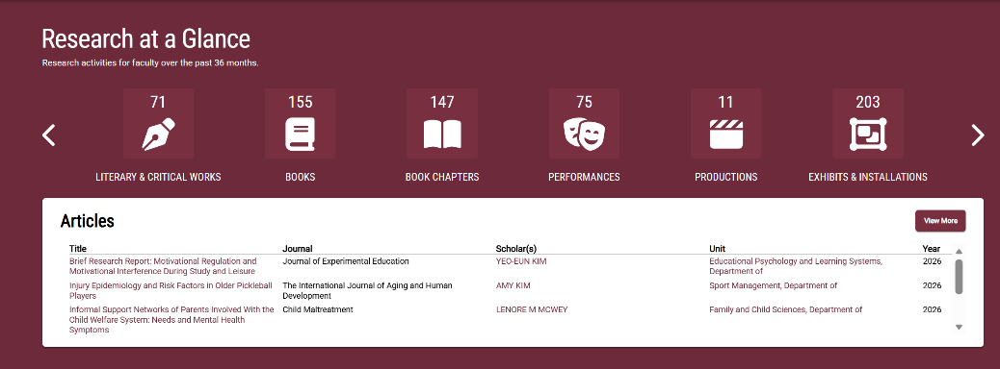 Research at a Glance
Research activities for faculty over the past 36 months.
71 155 147 75 11 203
LITERARY & CRITICAL WORKS BOOKS BOOK CHAPTERS PERFORMANCES PRODUCTIONS EXHIBITS & INSTALLATIONS
Articles View More
Title Journal Scholar(s) Unit Year
Brief Research Report: Motivational Regulation and Journal of Experimental Education YEO-EUN KIM Educational Psychology and Learning Systems, 2026
Motivational Interference During Study and Leisure Department of
Injury Epidemiology and Risk Factors in Older Pickleball The International Journal of Aging and Human AMY KIM Sport Management, Department of 2026
Players Development
Informal Support Networks of Parents Involved With the Child Maltreatment LENORE M MCWEY Family and Child Sciences, Department of 2026
Child Welfare System: Needs and Mental Health
Symptoms